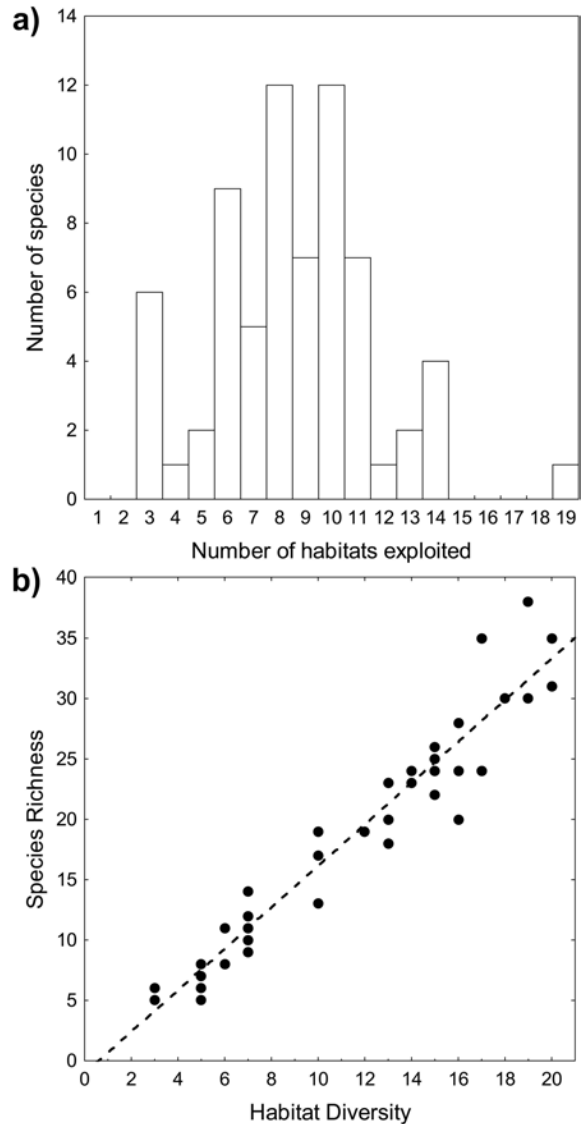 a)
14
12
10
8
6
4
2
0
Number of species
1 2 3 4 5 6 7 8 9 10 11 12 13 14 15 16 17 18 19
Number of habitats exploited
b)
40
35
30
25
20
15
10
5
0
Species Richness
0 2 4 6 8 10 12 14 16 18 20
Habitat Diversity